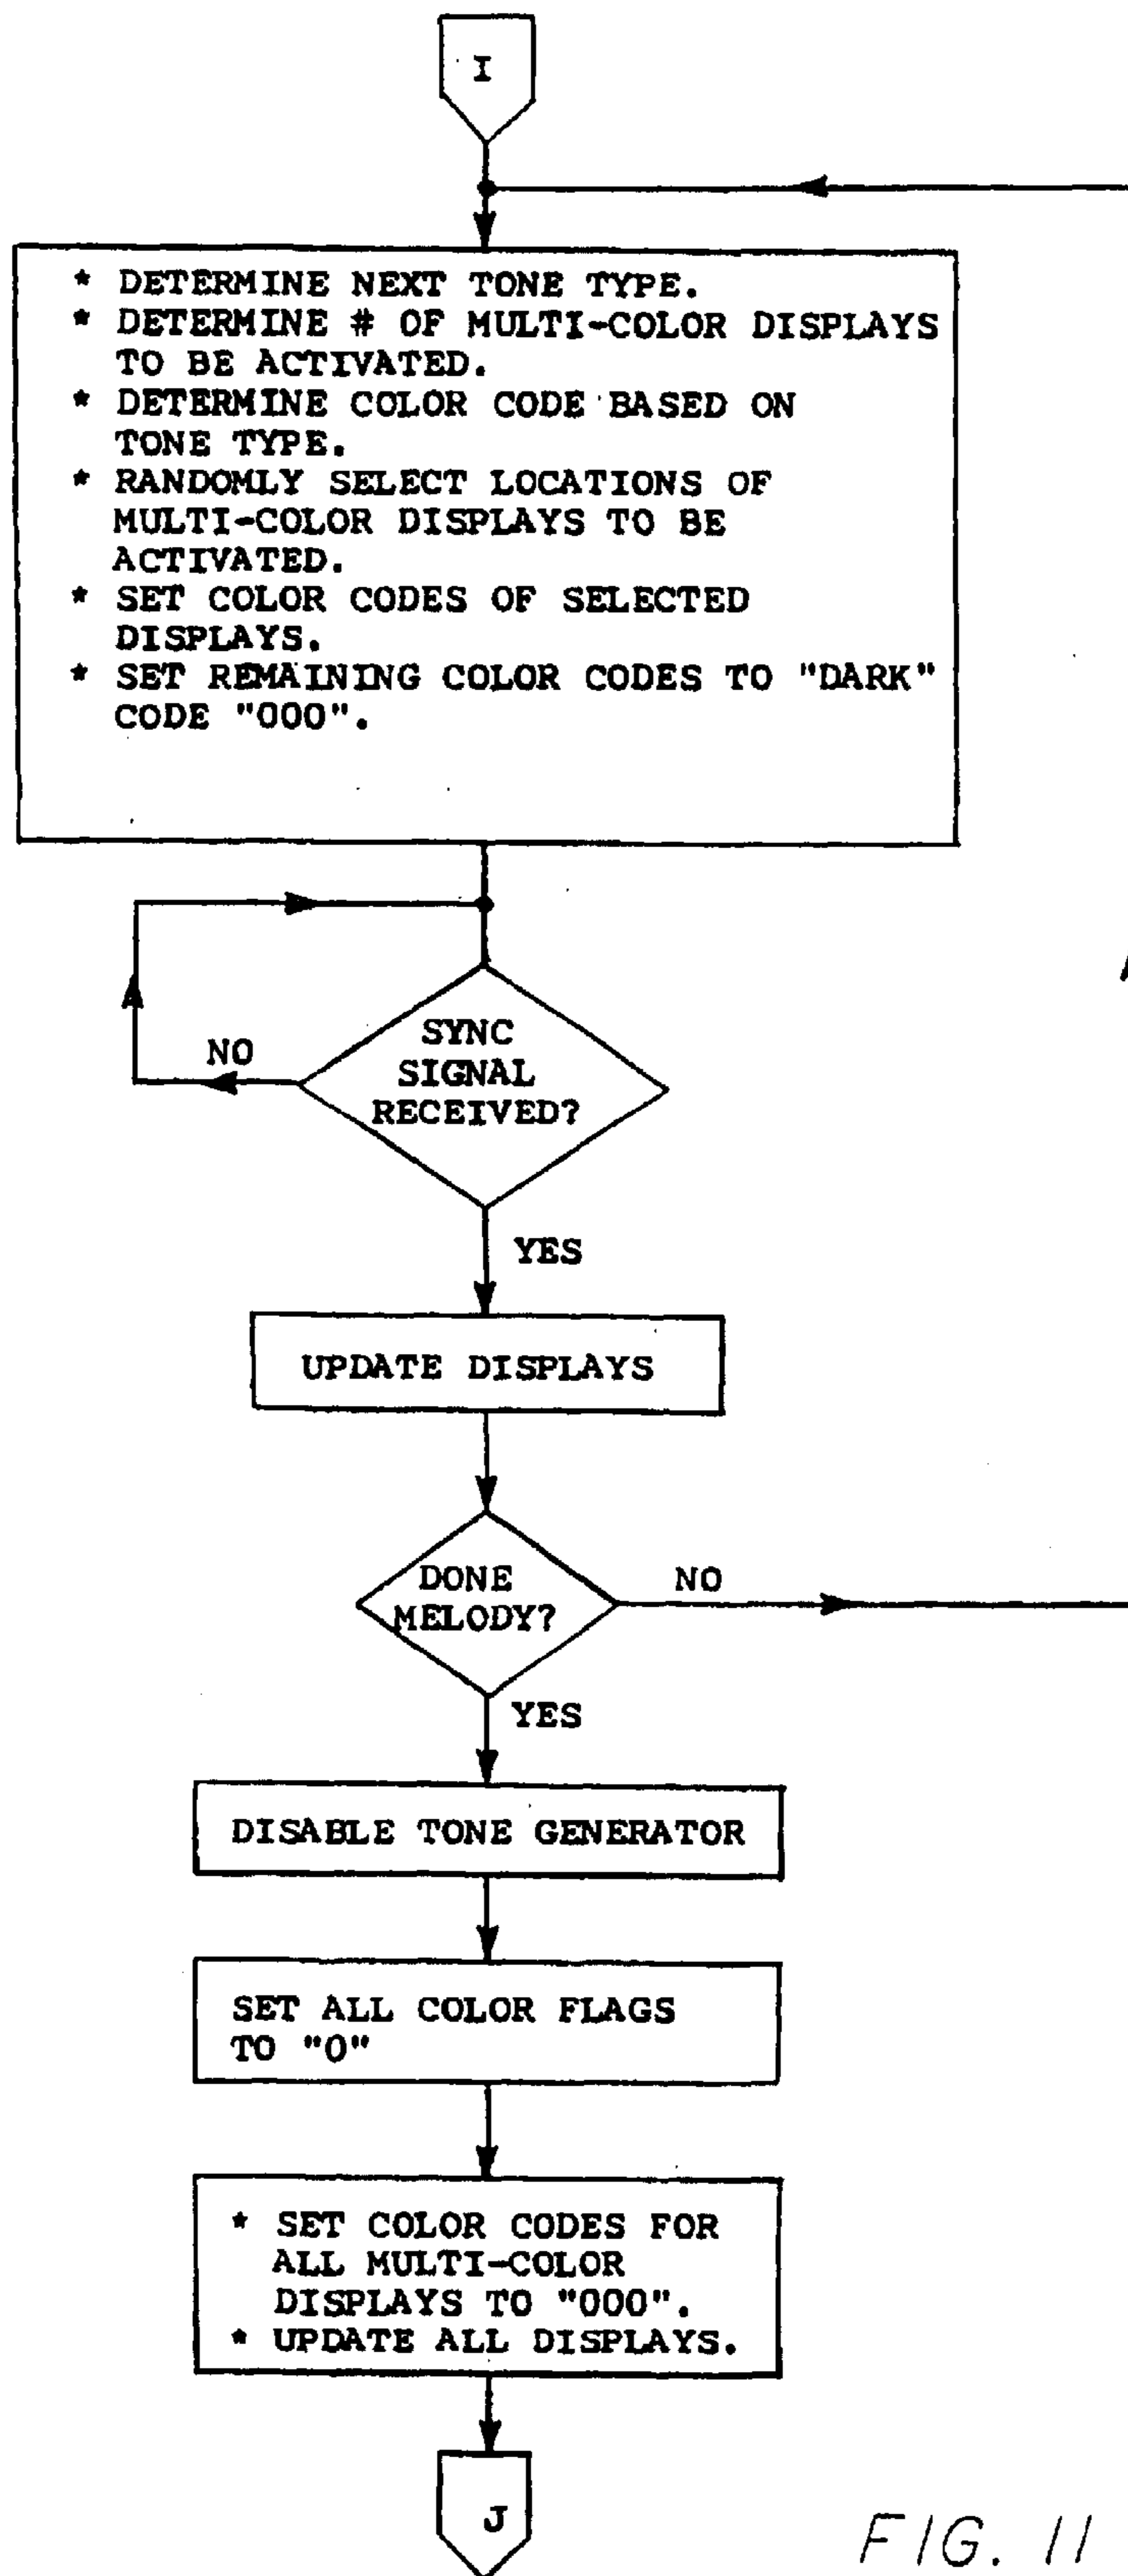 I
* DETERMINE NEXT TONE TYPE.
* DETERMINE # OF MULTI-COLOR DISPLAYS
TO BE ACTIVATED.
* DETERMINE COLOR CODE BASED ON
TONE TYPE.
* RANDOMLY SELECT LOCATIONS OF
MULTI-COLOR DISPLAYS TO BE
ACTIVATED.
* SET COLOR CODES OF SELECTED
DISPLAYS.
* SET REMAINING COLOR CODES TO "DARK"
CODE "000".
SYNC
SIGNAL
RECEIVED?
NO
YES
UPDATE DISPLAYS
DONE
MELODY?
NO
YES
DISABLE TONE GENERATOR
SET ALL COLOR FLAGS
TO "0"
* SET COLOR CODES FOR
ALL MULTI-COLOR
DISPLAYS TO "000".
* UPDATE ALL DISPLAYS.
J
FIG. 11